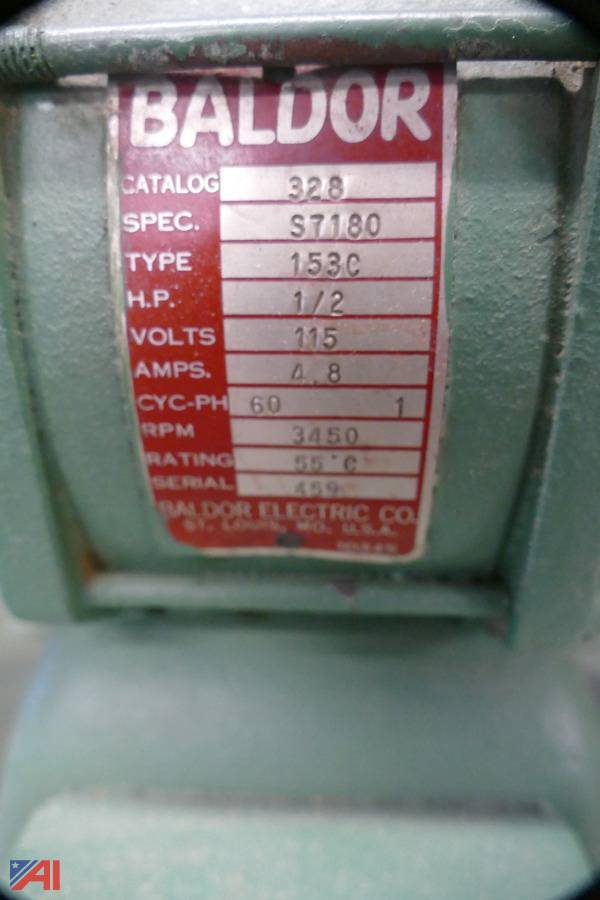 BALDOR
CATALOG 328
SPEC. S7180
TYPE 153C
H.P. 1/2
VOLTS 115
AMPS. 4.8
CYC-PH 60 1
RPM 3450
RATING 55°C
SERIAL 459
BALDOR ELECTRIC CO.
ST. LOUIS, MO. U.S.A.
AI